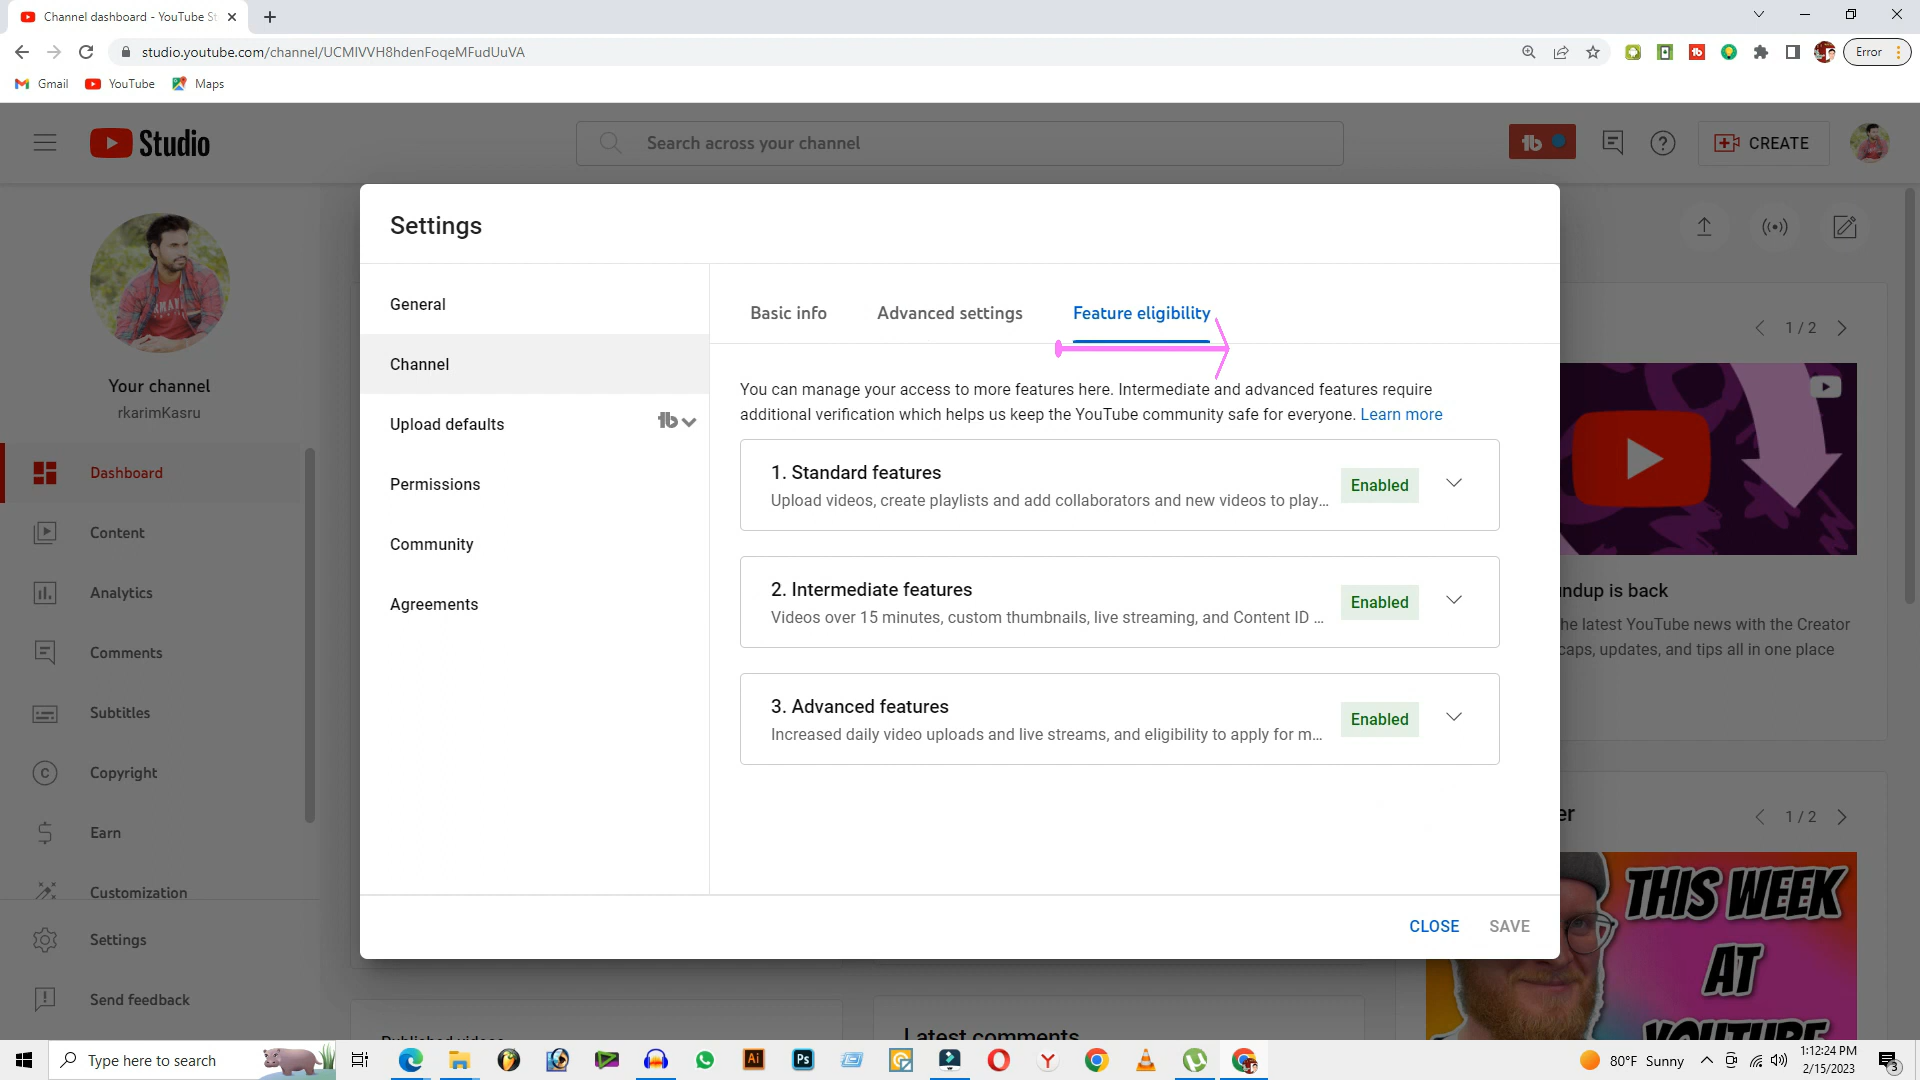 Channel dashboard - YouTube St
studio.youtube.com/channel/UCMIVVH8hdenFoqeMFudUuVA
Error
Gmail
YouTube
Maps
Studio
Search across your channel
CREATE
Your channel
rkarimKasru
Dashboard
Content
Analytics
Comments
Subtitles
Copyright
Earn
Customization
Settings
Send feedback
Settings
General
Channel
Upload defaults
Permissions
Community
Agreements
Basic info
Advanced settings
Feature eligibility
You can manage your access to more features here. Intermediate and advanced features require
additional verification which helps us keep the YouTube community safe for everyone. Learn more
1. Standard features
Upload videos, create playlists and add collaborators and new videos to play...
Enabled
2. Intermediate features
Videos over 15 minutes, custom thumbnails, live streaming, and Content ID ...
Enabled
3. Advanced features
Increased daily video uploads and live streams, and eligibility to apply for m...
Enabled
CLOSE
SAVE
1 / 2
ndup is back
he latest YouTube news with the Creator
caps, updates, and tips all in one place
er
1 / 2
THIS WEEK
AT
YOUTUBE
Published videos
Latest comments
Type here to search
Ai
Ps
80°F Sunny
1:12:24 PM
2/15/2023
3